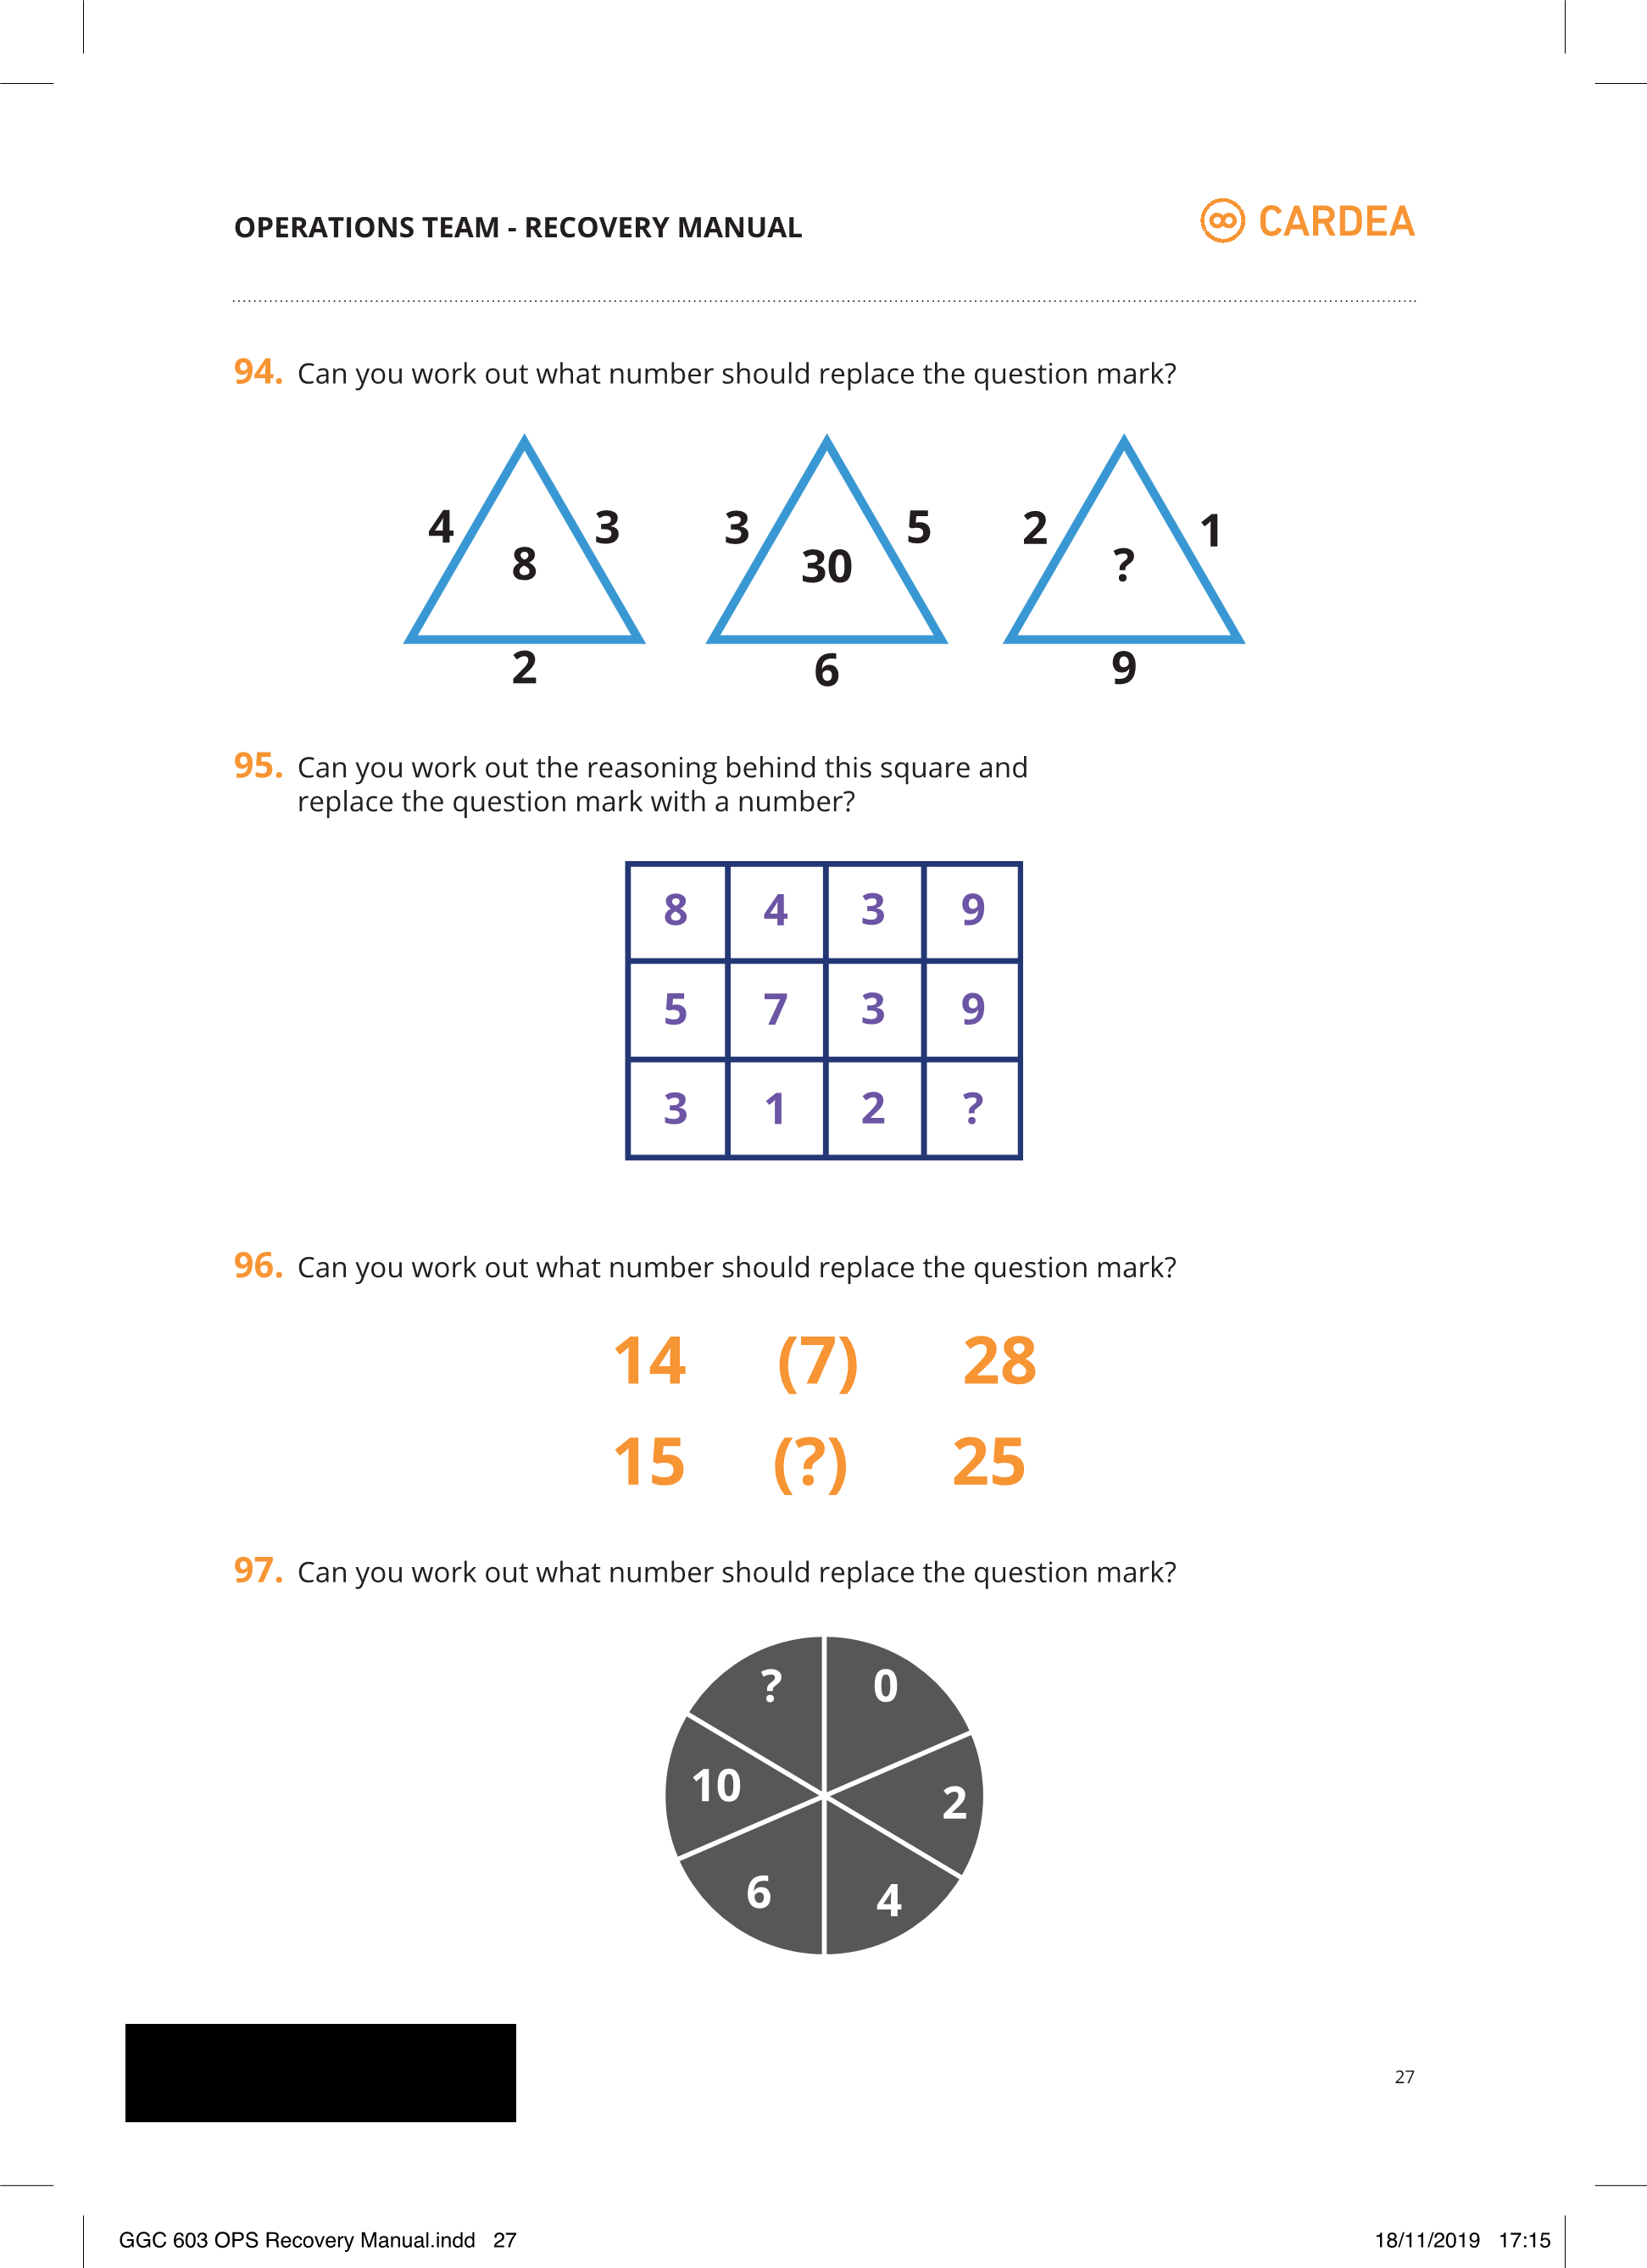 OPERATIONS TEAM - RECOVERY MANUAL
CARDEA
94. Can you work out what number should replace the question mark?
4 3 3 5 2 1
8 30 ?
2 6 9
95. Can you work out the reasoning behind this square and
replace the question mark with a number?
8 4 3 9
5 7 3 9
3 1 2 ?
96. Can you work out what number should replace the question mark?
14 (7) 28
15 (?) 25
97. Can you work out what number should replace the question mark?
? 0
10 2
6 4
27
GGC 603 OPS Recovery Manual.indd 27 18/11/2019 17:15